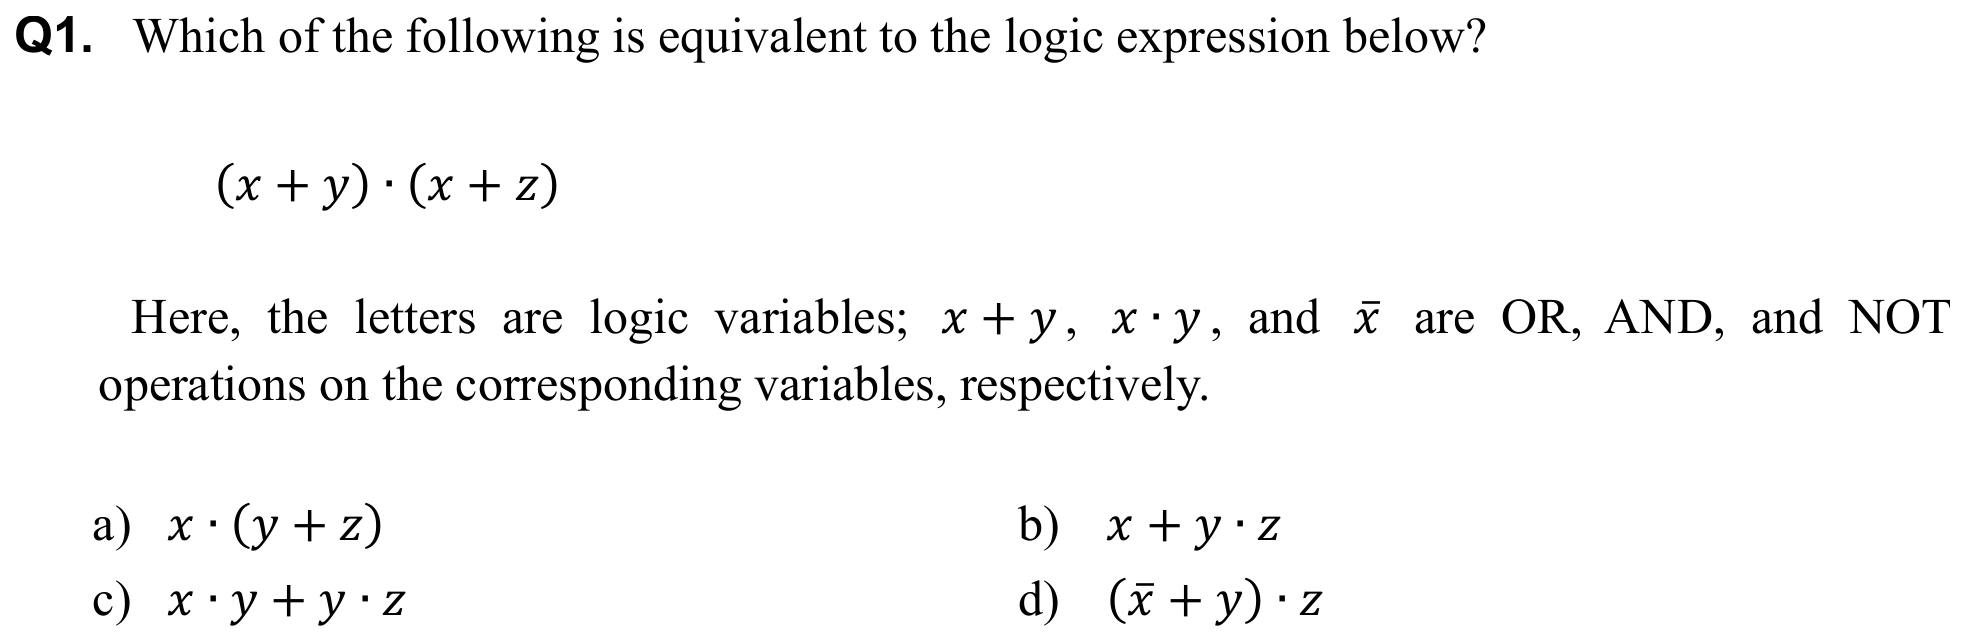 Q1. Which of the following is equivalent to the logic expression below?
(x + y) · (x + z)
Here, the letters are logic variables; x + y, x · y, and x̄ are OR, AND, and NOT
operations on the corresponding variables, respectively.
a) x · (y + z) b) x + y · z
c) x · y + y · z d) (x̄ + y) · z